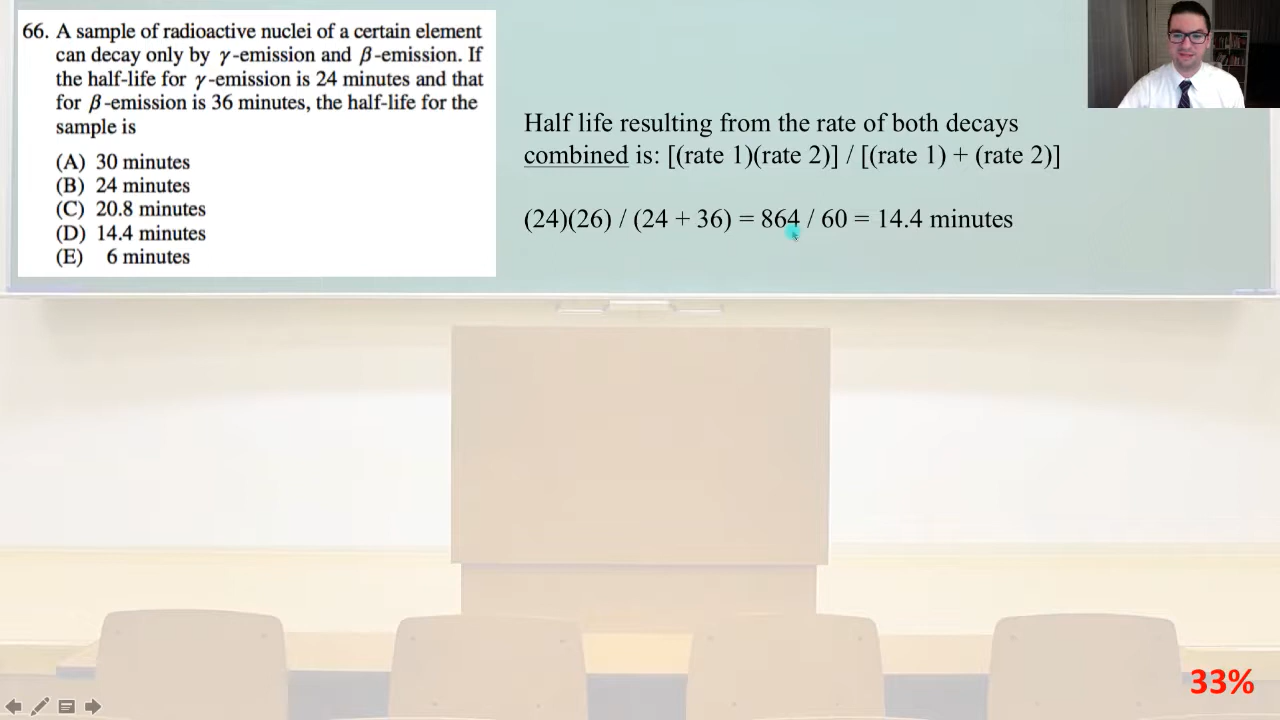 66. A sample of radioactive nuclei of a certain element
can decay only by γ-emission and β-emission. If
the half-life for γ-emission is 24 minutes and that
for β-emission is 36 minutes, the half-life for the
sample is
(A) 30 minutes
(B) 24 minutes
(C) 20.8 minutes
(D) 14.4 minutes
(E) 6 minutes
Half life resulting from the rate of both decays
combined is: [(rate 1)(rate 2)] / [(rate 1) + (rate 2)]
(24)(26) / (24 + 36) = 864 / 60 = 14.4 minutes
33%